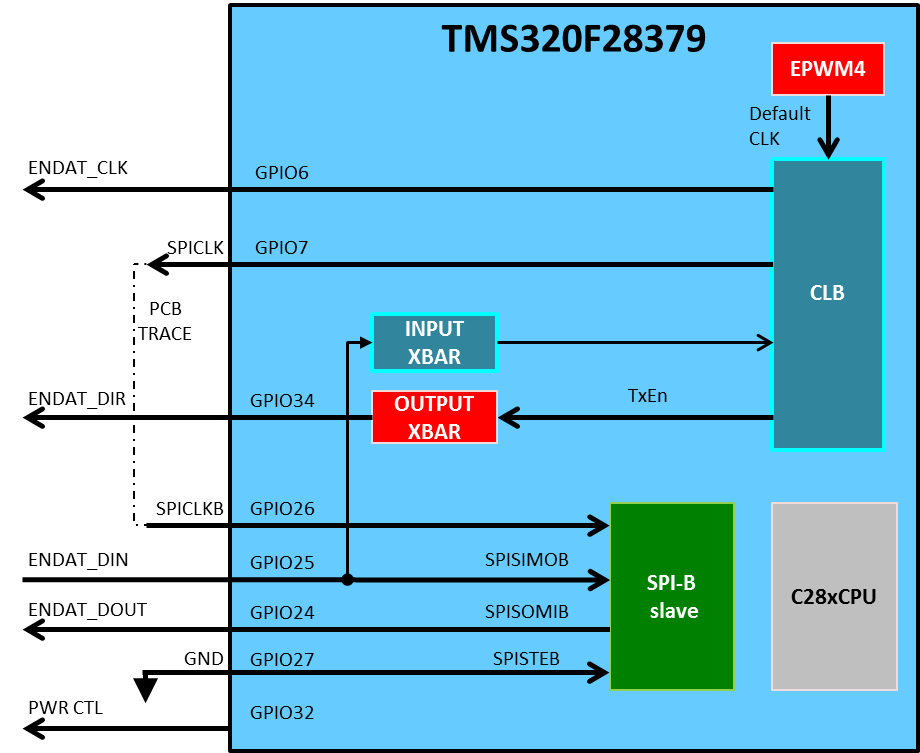 TMS320F28379
EPWM4
Default
CLK
ENDAT_CLK
GPIO6
SPICLK
GPIO7
CLB
PCB
TRACE
INPUT
XBAR
ENDAT_DIR
GPIO34
OUTPUT
XBAR
TxEn
SPICLKB
GPIO26
ENDAT_DIN
GPIO25
SPISIMOB
SPI-B
slave
C28xCPU
ENDAT_DOUT
GPIO24
SPISOMIB
GND
GPIO27
SPISTEB
PWR CTL
GPIO32